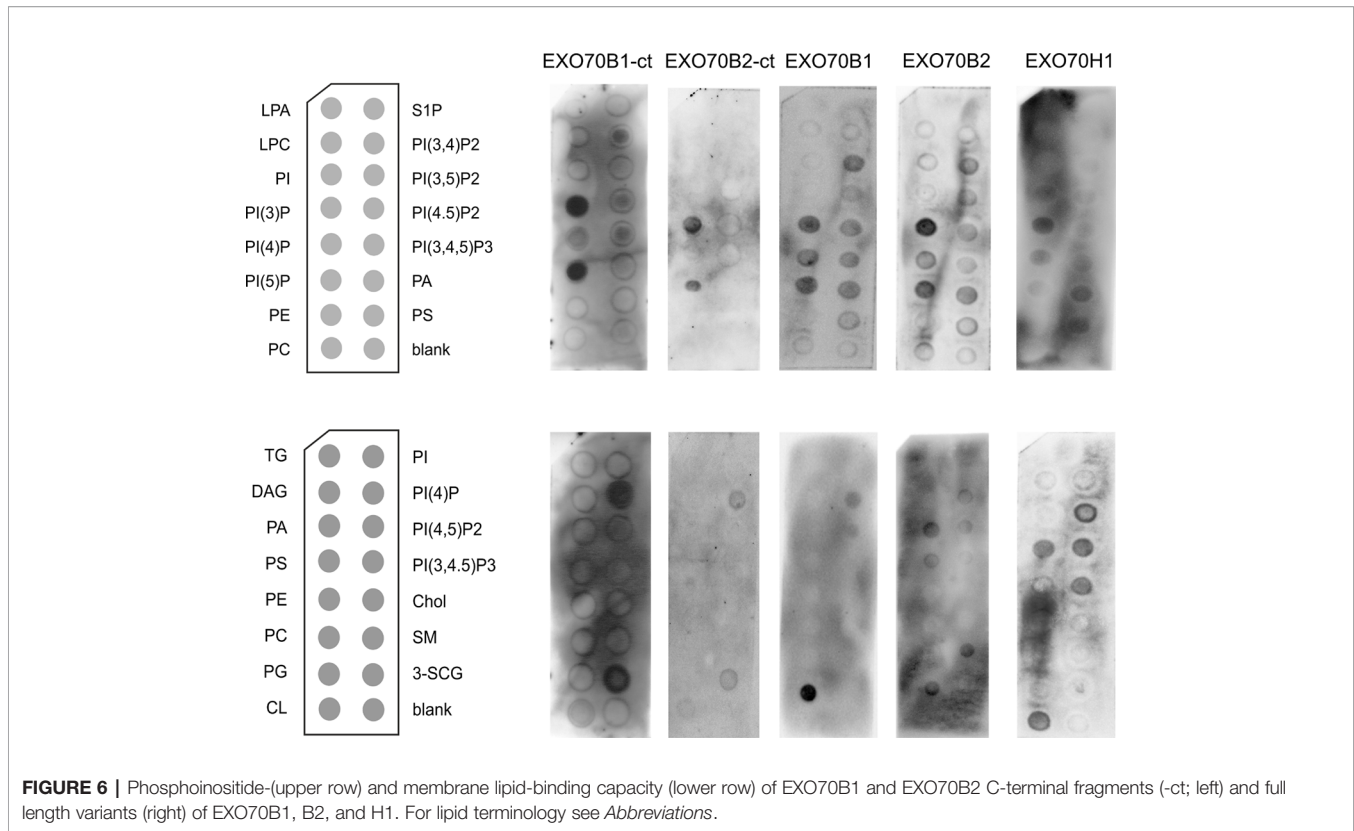 EXO70B1-ct EXO70B2-ct EXO70B1 EXO70B2 EXO70H1
LPA S1P
LPC PI(3,4)P2
PI PI(3,5)P2
PI(3)P PI(4.5)P2
PI(4)P PI(3,4,5)P3
PI(5)P PA
PE PS
PC blank
TG PI
DAG PI(4)P
PA PI(4,5)P2
PS PI(3,4.5)P3
PE Chol
PC SM
PG 3-SCG
CL blank
FIGURE 6 | Phosphoinositide-(upper row) and membrane lipid-binding capacity (lower row) of EXO70B1 and EXO70B2 C-terminal fragments (-ct; left) and full
length variants (right) of EXO70B1, B2, and H1. For lipid terminology see Abbreviations.